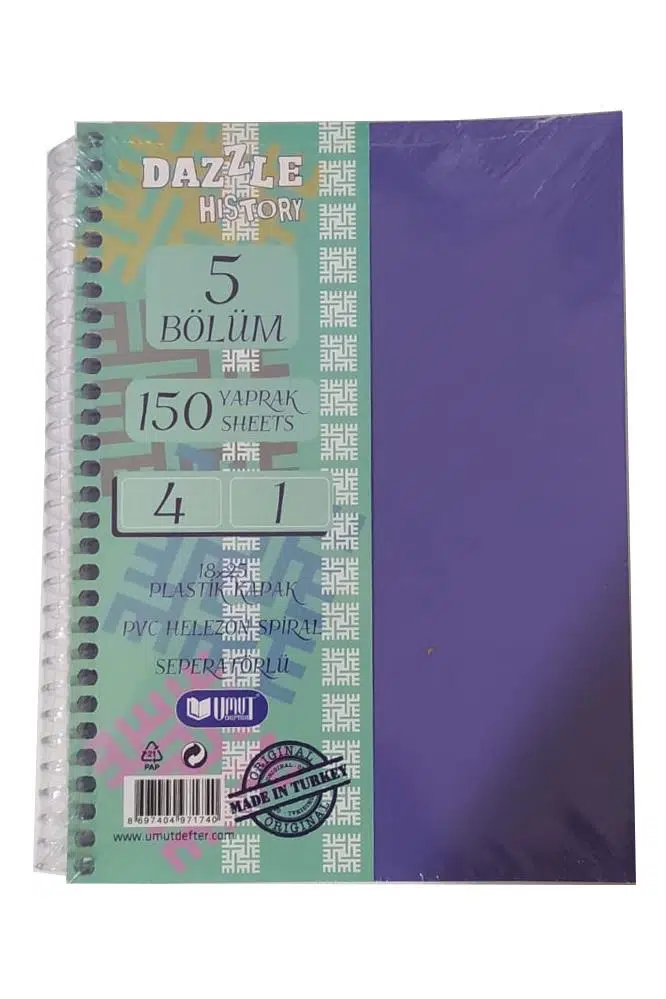 DAZZLE
HISTORY
5
BÖLÜM
150 YAPRAK
SHEETS
4 1
18x25
PLASTİK KAPAK
PVC HELEZON SPİRAL
SEPERATÖRLÜ
UMUT
DEFTER
21
PAP
8 697404 971740
www.umutdefter.com
ORIGINAL
MADE IN TURKEY
ORIGINAL